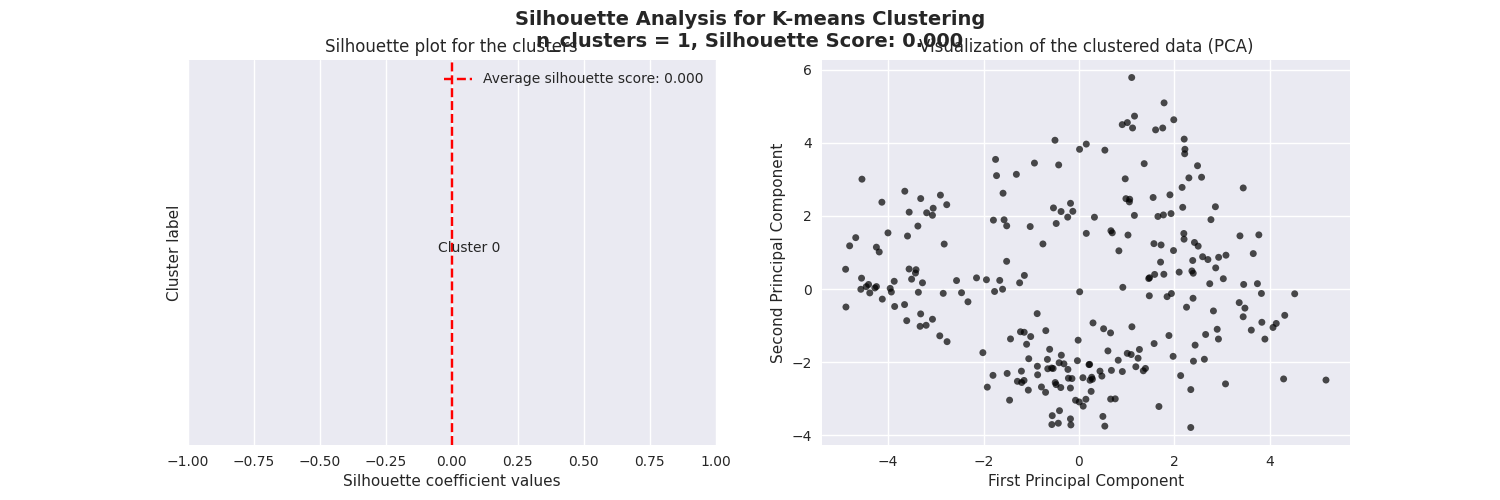 Silhouette Analysis for K-means Clustering
n_clusters = 1, Silhouette Score: 0.000
Silhouette plot for the clusters
Average silhouette score: 0.000
Cluster 0
Cluster label
−1.00 −0.75 −0.50 −0.25 0.00 0.25 0.50 0.75 1.00
Silhouette coefficient values
Visualization of the clustered data (PCA)
6
4
2
0
−2
−4
Second Principal Component
−4 −2 0 2 4
First Principal Component